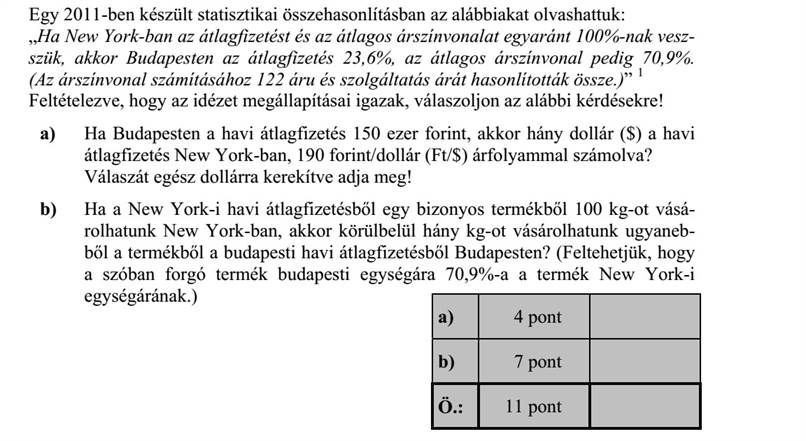 Egy 2011-ben készült statisztikai összehasonlításban az alábbiakat olvashattuk:
„Ha New York-ban az átlagfizetést és az átlagos árszínvonalat egyaránt 100%-nak vesz-
szük, akkor Budapesten az átlagfizetés 23,6%, az átlagos árszínvonal pedig 70,9%.
(Az árszínvonal számításához 122 áru és szolgáltatás árát hasonlították össze.)” 1
Feltételezve, hogy az idézet megállapításai igazak, válaszoljon az alábbi kérdésekre!
a) Ha Budapesten a havi átlagfizetés 150 ezer forint, akkor hány dollár ($) a havi
átlagfizetés New York-ban, 190 forint/dollár (Ft/$) árfolyammal számolva?
Válaszát egész dollárra kerekítve adja meg!
b) Ha a New York-i havi átlagfizetésből egy bizonyos termékből 100 kg-ot vásá-
rolhatunk New York-ban, akkor körülbelül hány kg-ot vásárolhatunk ugyaneb-
ből a termékből a budapesti havi átlagfizetésből Budapesten? (Feltehetjük, hogy
a szóban forgó termék budapesti egységára 70,9%-a a termék New York-i
egységárának.)
a) 4 pont
b) 7 pont
Ö.: 11 pont